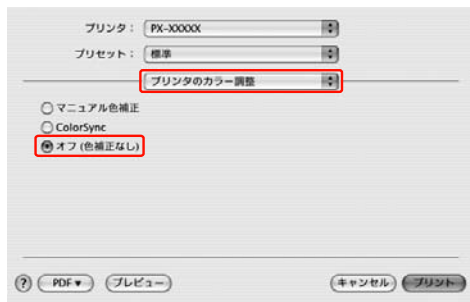 プリンタ： PX-XXXXX
プリセット： 標準
プリンタのカラー調整
マニュアル色補正
ColorSync
オフ (色補正なし)
? PDF▼ プレビュー キャンセル プリント